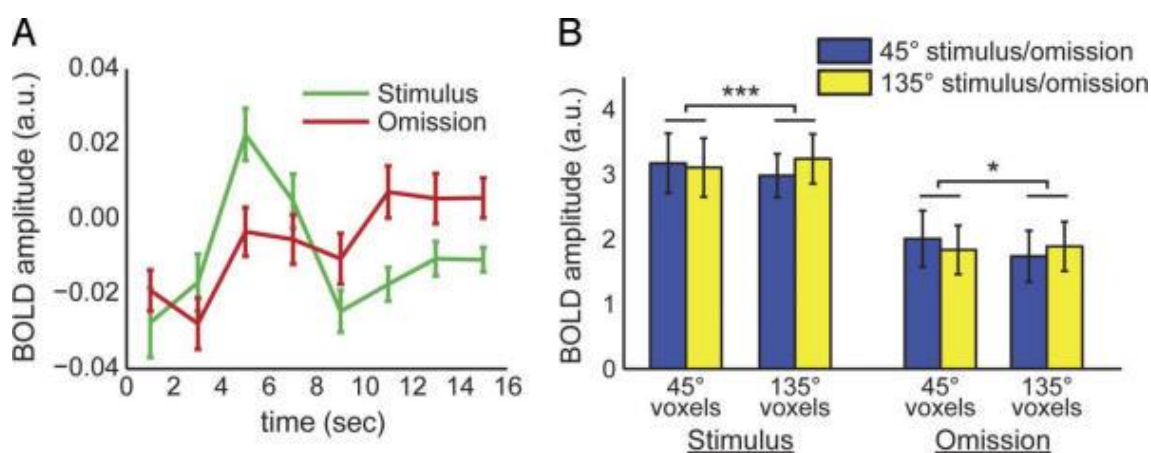 A
BOLD amplitude (a.u.)
0.04
0.02
0.00
−0.02
−0.04
0 2 4 6 8 10 12 14 16
time (sec)
Stimulus
Omission
B
45° stimulus/omission
135° stimulus/omission
BOLD amplitude (a.u.)
4
3
2
1
0
***
*
45° voxels
135° voxels
45° voxels
135° voxels
Stimulus
Omission